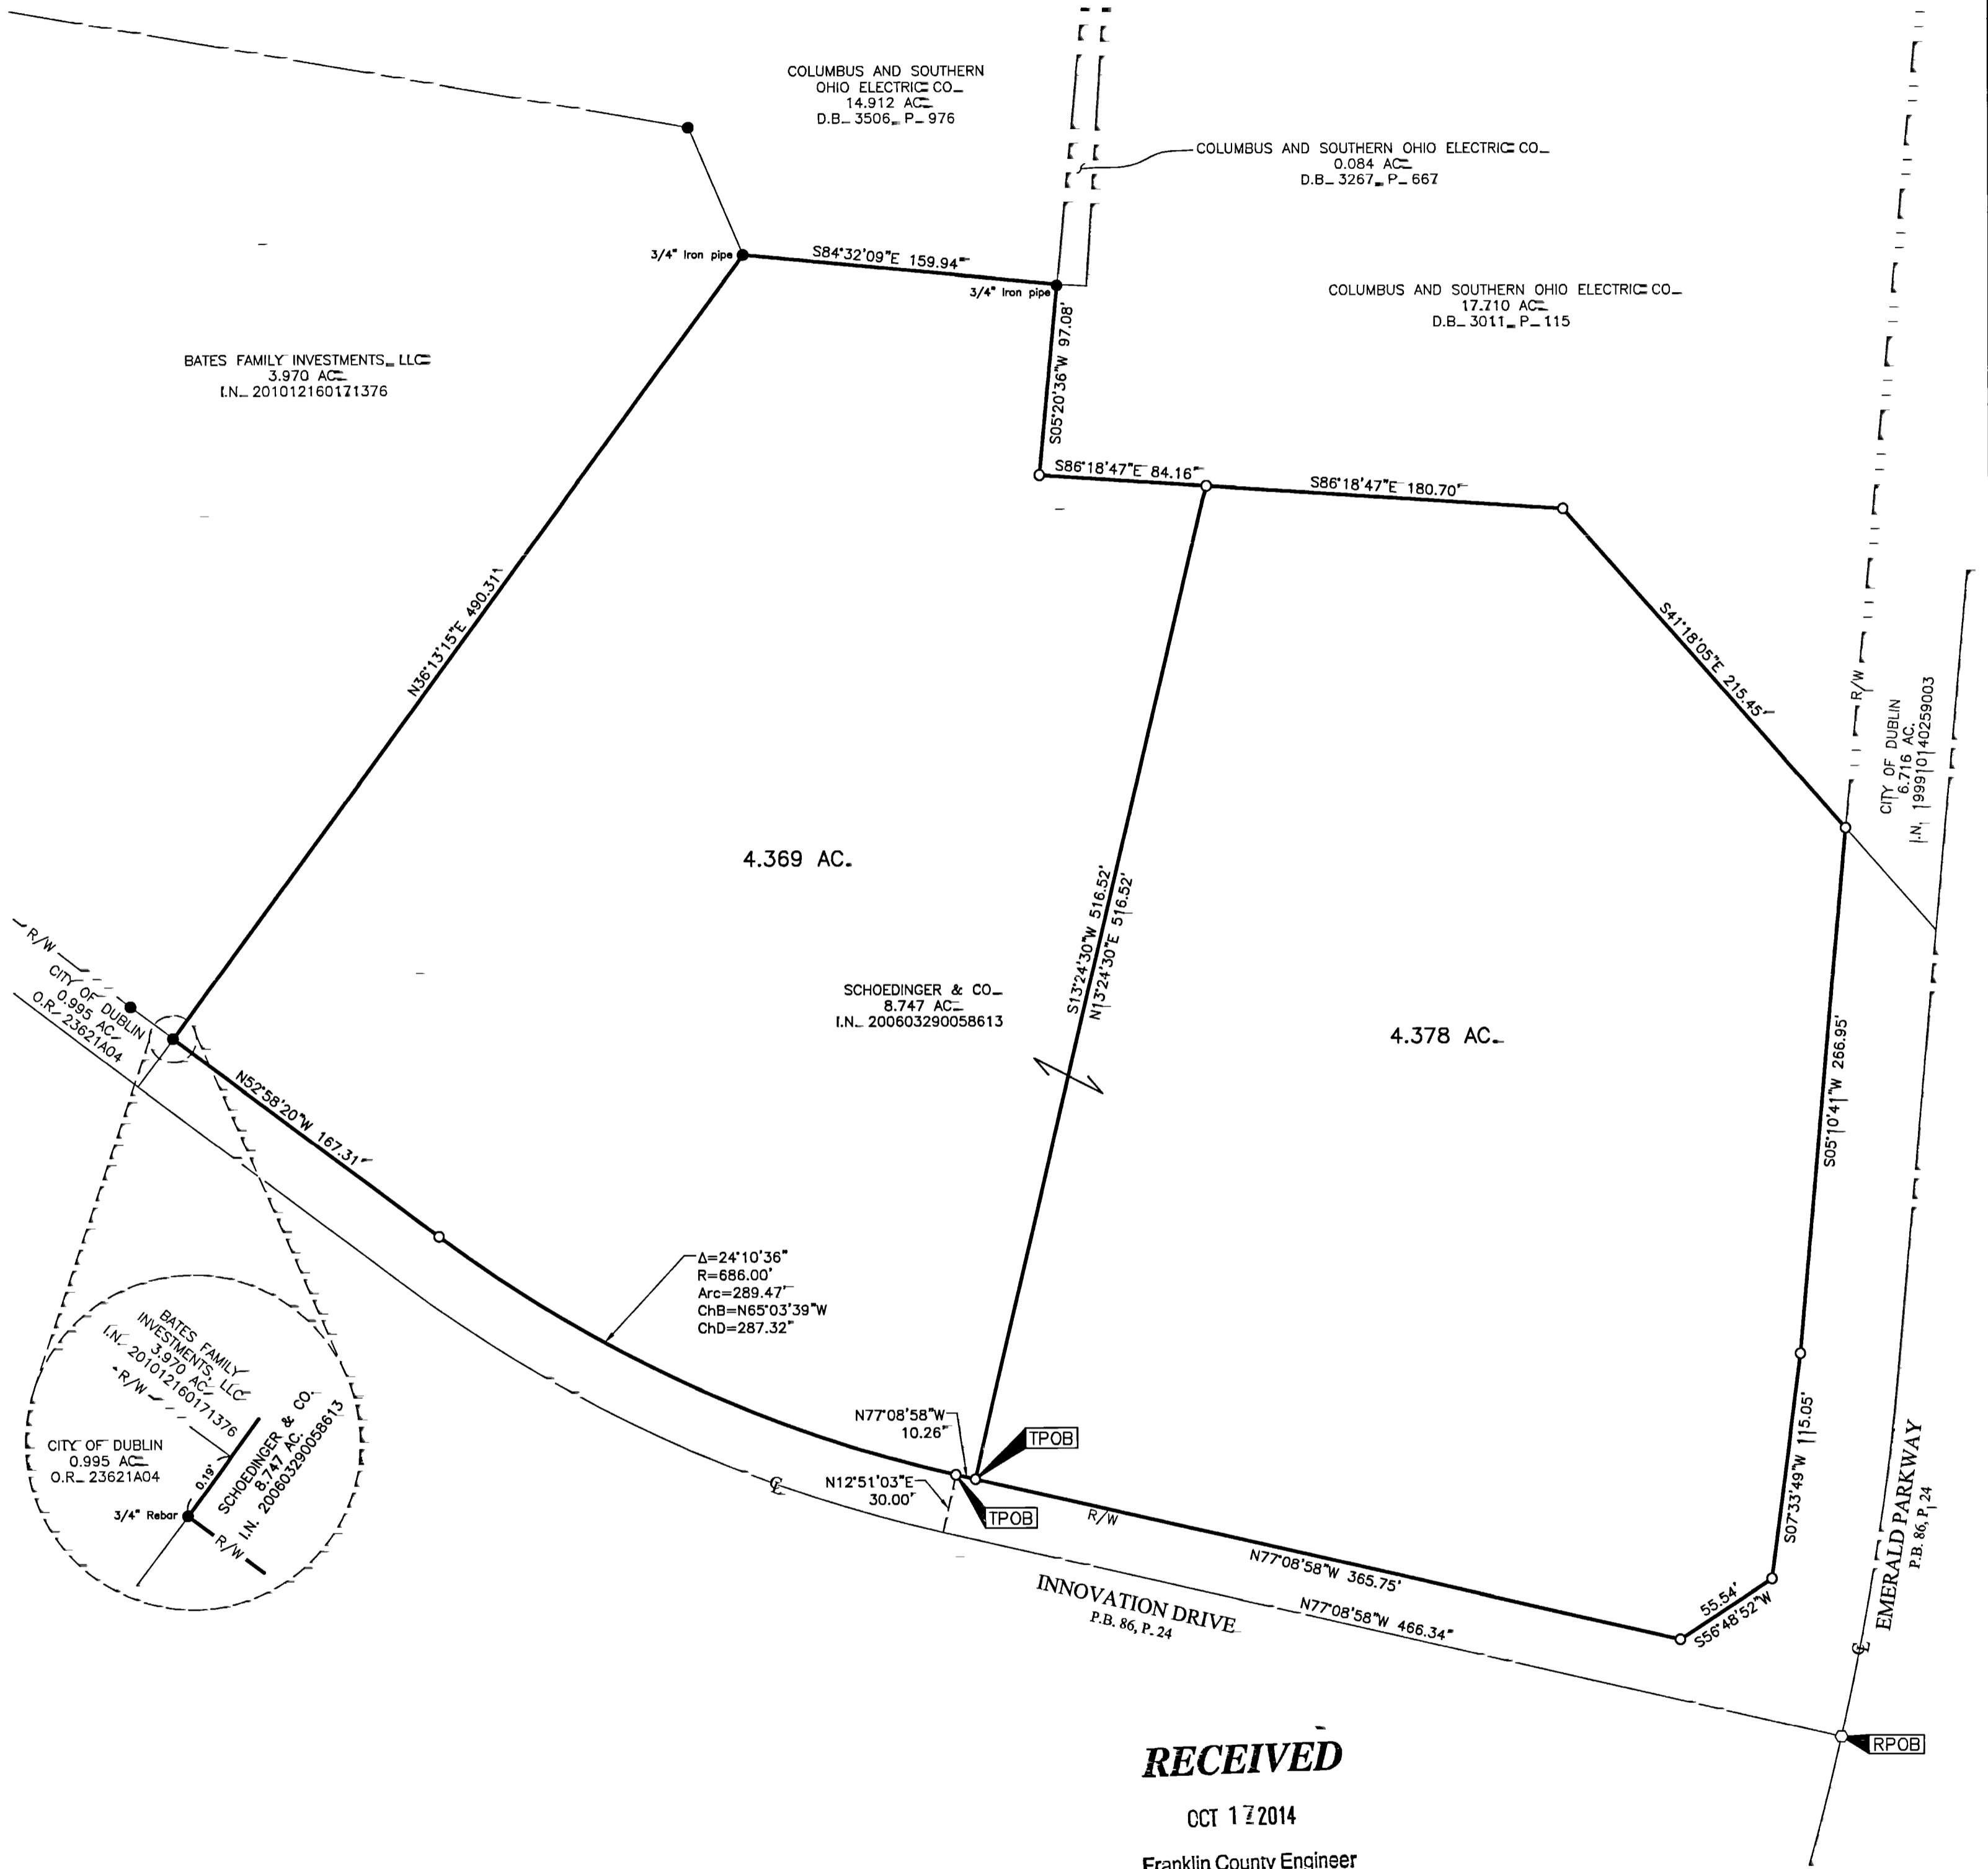 COLUMBUS AND SOUTHERN
OHIO ELECTRIC CO.
14.912 AC.
D.B. 3506, P. 976
COLUMBUS AND SOUTHERN OHIO ELECTRIC CO.
0.084 AC.
D.B. 3267, P. 667
3/4" Iron pipe
S84°32'09"E 159.94'
3/4" Iron pipe
COLUMBUS AND SOUTHERN OHIO ELECTRIC CO.
17.710 AC.
D.B. 3011, P. 115
BATES FAMILY INVESTMENTS, LLC
3.970 AC.
I.N. 201012160171376
S05°20'36"W 97.08'
S86°18'47"E 84.16'
S86°18'47"E 180.70'
N36°13'15"E 490.31'
S41°18'05"E 215.45'
R/W
CITY OF DUBLIN
6.716 AC.
I.N. 199910140259003
4.369 AC.
S13°24'30"W 516.52'
N13°24'30"E 516.52'
R/W
CITY OF DUBLIN
0.995 AC.
O.R. 23621A04
SCHOEDINGER & CO.
8.747 AC.
I.N. 200603290058613
4.378 AC.
S05°10'41"W 266.95'
N52°58'20"W 167.31'
Δ=24°10'36"
R=686.00'
Arc=289.47'
ChB=N65°03'39"W
ChD=287.32'
BATES FAMILY
INVESTMENTS, LLC
3.970 AC.
I.N. 201012160171376
R/W
CITY OF DUBLIN
0.995 AC.
O.R. 23621A04
0.19'
SCHOEDINGER & CO.
8.747 AC.
I.N. 200603290058613
3/4" Rebar
R/W
N77°08'58"W
10.26'
TPOB
N12°51'03"E
30.00'
TPOB
R/W
N77°08'58"W 365.75'
S07°33'49"W 115.05'
55.54'
S56°48'52"W
EMERALD PARKWAY
P.B. 86, P. 24
INNOVATION DRIVE
P.B. 86, P. 24
N77°08'58"W 466.34'
RPOB
RECEIVED
OCT 17 2014
Franklin County Engineer